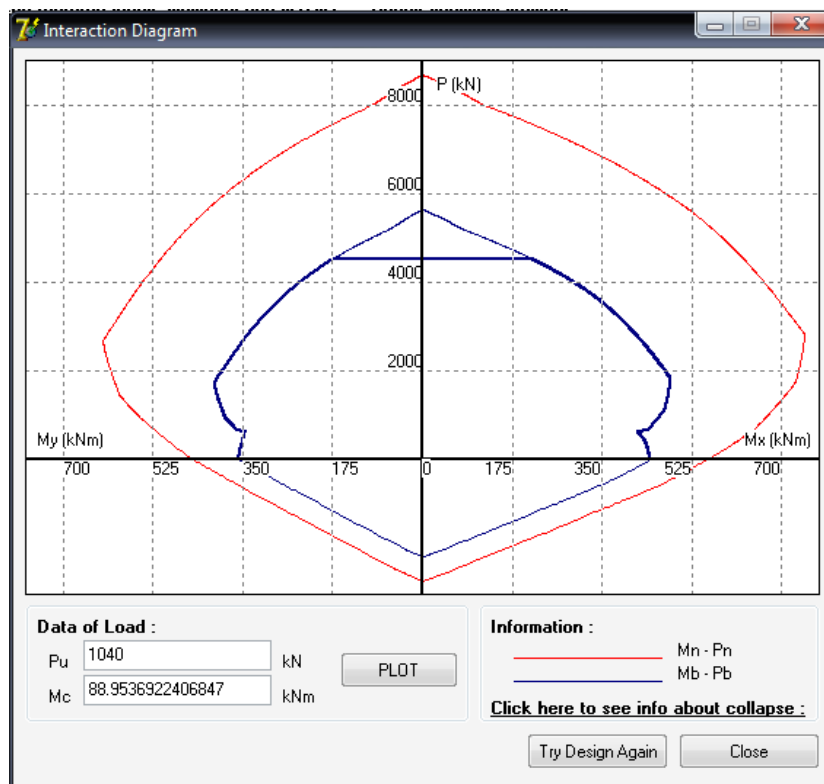 Interaction Diagram
P (kN)
8000
6000
4000
2000
My (kNm)
Mx (kNm)
700 525 350 175 0 175 350 525 700
Data of Load :
Pu 1040 kN
Mc 88.9536922406847 kNm
PLOT
Information :
Mn - Pn
Mb - Pb
Click here to see info about collapse :
Try Design Again
Close